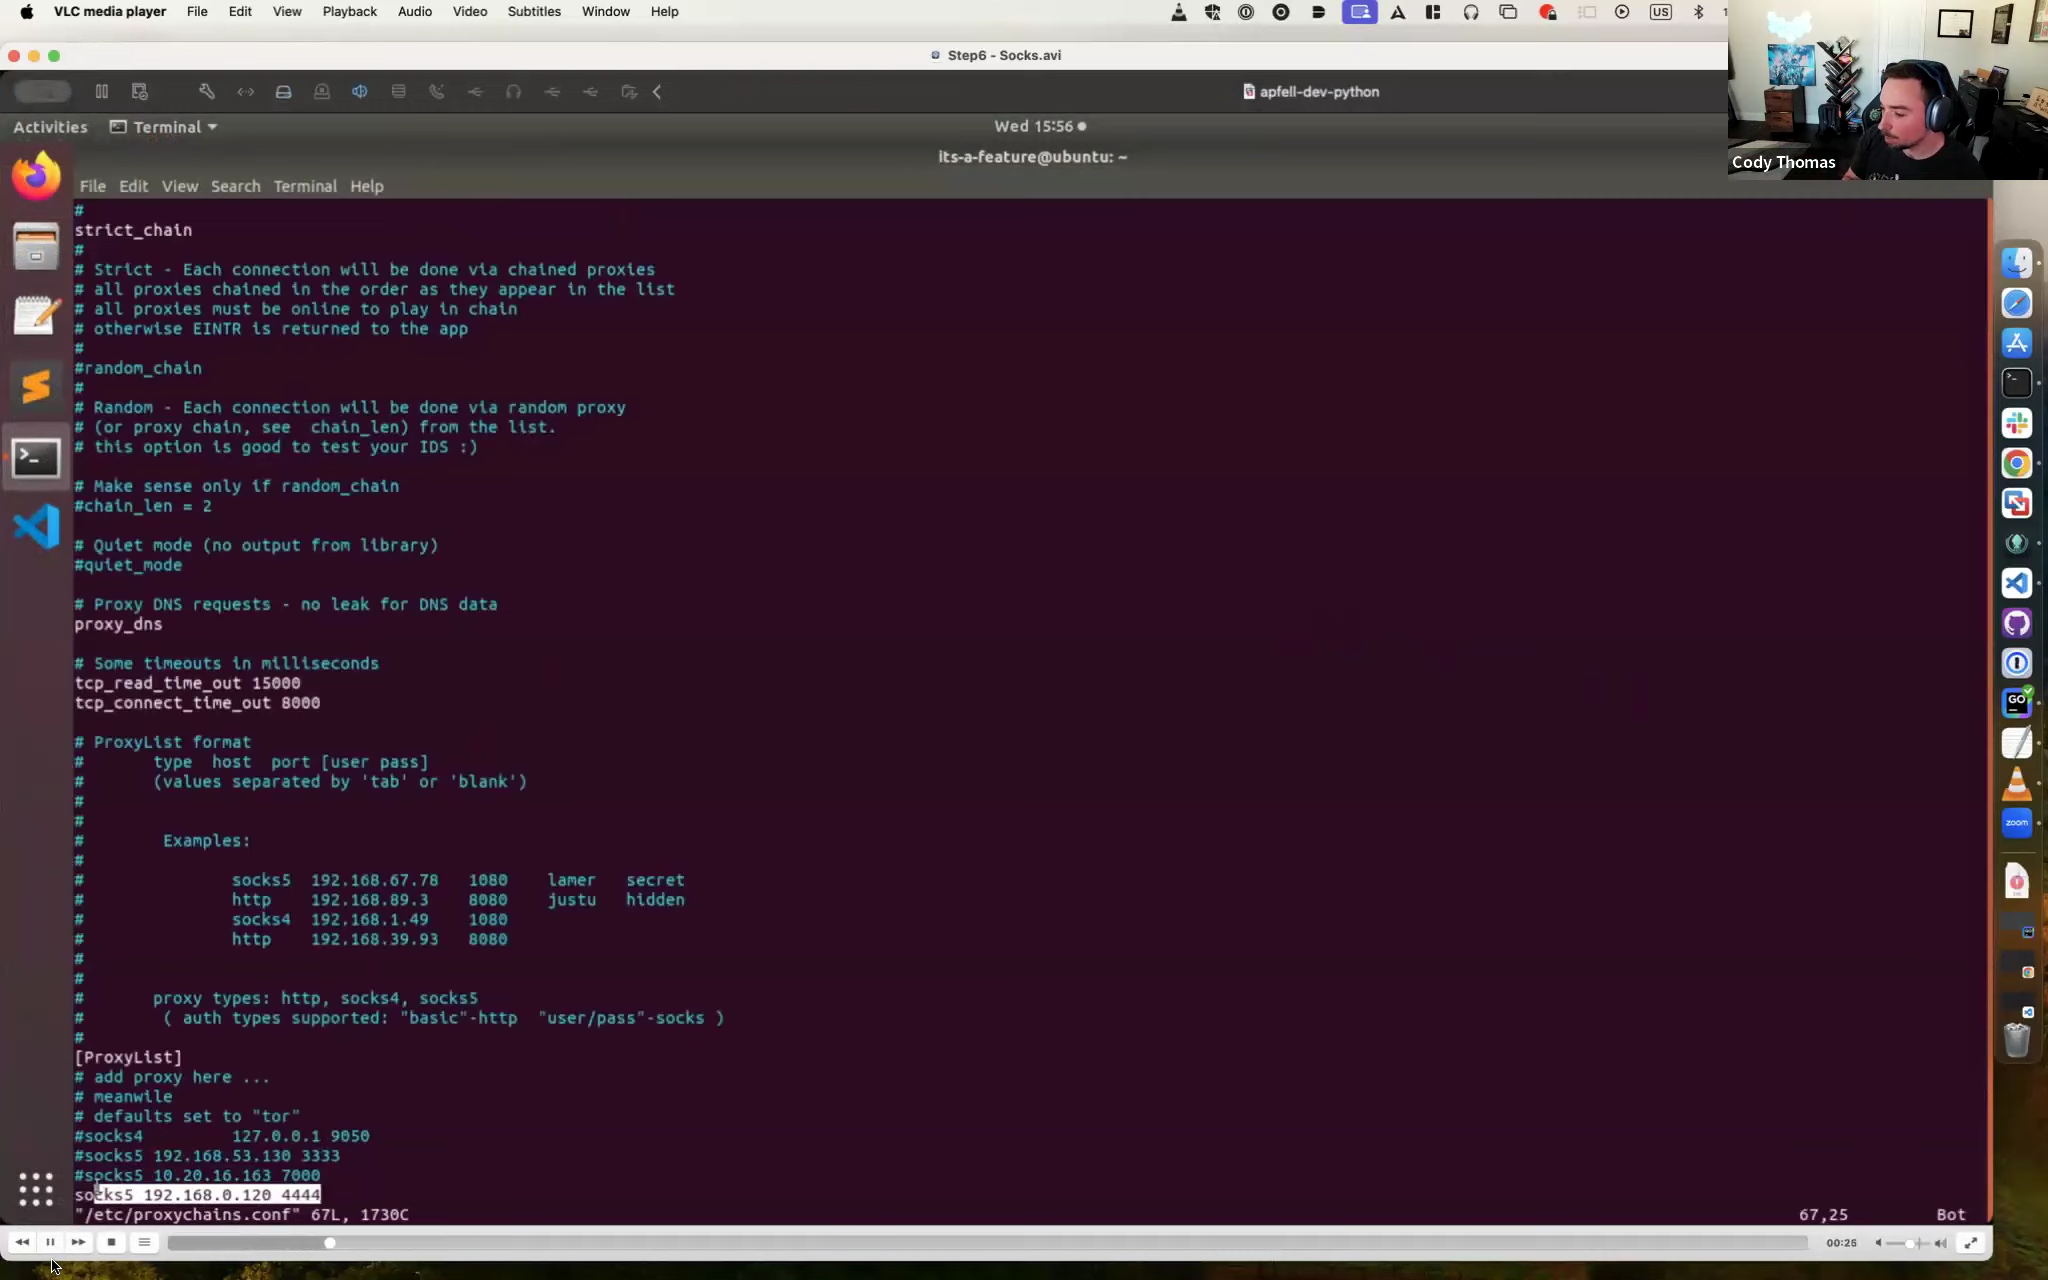 VLC media player File Edit View Playback Audio Video Subtitles Window Help US
Step6 - Socks.avi
apfell-dev-python
Activities Terminal Wed 15:56
its-a-feature@ubuntu: ~
Cody Thomas
File Edit View Search Terminal Help
#
strict_chain
#
# Strict - Each connection will be done via chained proxies
# all proxies chained in the order as they appear in the list
# all proxies must be online to play in chain
# otherwise EINTR is returned to the app
#
#random_chain
#
# Random - Each connection will be done via random proxy
# (or proxy chain, see  chain_len) from the list.
# this option is good to test your IDS :)
# Make sense only if random_chain
#chain_len = 2
# Quiet mode (no output from library)
#quiet_mode
# Proxy DNS requests - no leak for DNS data
proxy_dns
# Some timeouts in milliseconds
tcp_read_time_out 15000
tcp_connect_time_out 8000
# ProxyList format
#       type  host  port [user pass]
#       (values separated by 'tab' or 'blank')
#
#
#        Examples:
#
#               socks5  192.168.67.78   1080    lamer   secret
#               http    192.168.89.3    8080    justu   hidden
#               socks4  192.168.1.49    1080
#               http    192.168.39.93   8080
#
#
#       proxy types: http, socks4, socks5
#        ( auth types supported: "basic"-http  "user/pass"-socks )
#
[ProxyList]
# add proxy here ...
# meanwile
# defaults set to "tor"
#socks4         127.0.0.1 9050
#socks5 192.168.53.130 3333
#socks5 10.20.16.163 7000
socks5 192.168.0.120 4444
"/etc/proxychains.conf" 67L, 1730C 67,25 Bot
00:25
GO
zoom